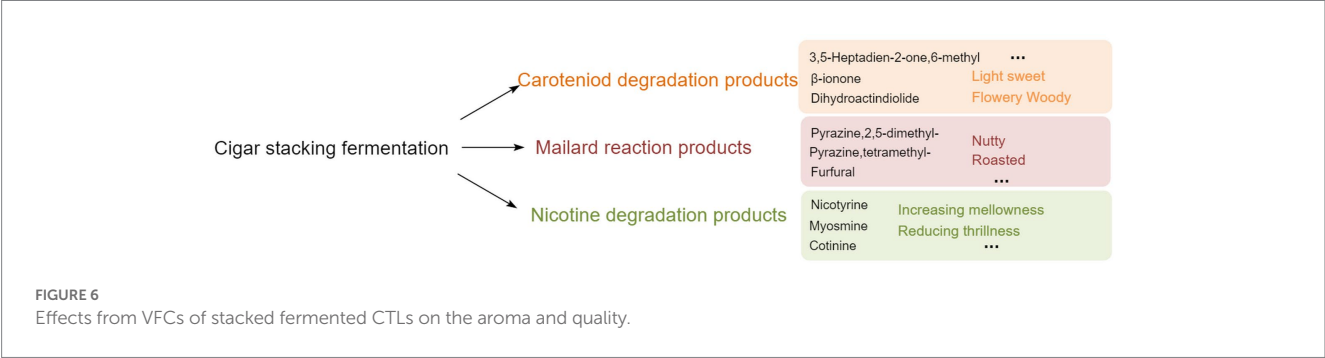 Cigar stacking fermentation
Caroteniod degradation products
3,5-Heptadien-2-one,6-methyl ...
β-ionone
Dihydroactindiolide
Light sweet
Flowery Woody
Mailard reaction products
Pyrazine,2,5-dimethyl-
Pyrazine,tetramethyl-
Furfural
Nutty
Roasted
...
Nicotine degradation products
Nicotyrine
Myosmine
Cotinine
Increasing mellowness
Reducing thrillness
...
FIGURE 6
Effects from VFCs of stacked fermented CTLs on the aroma and quality.